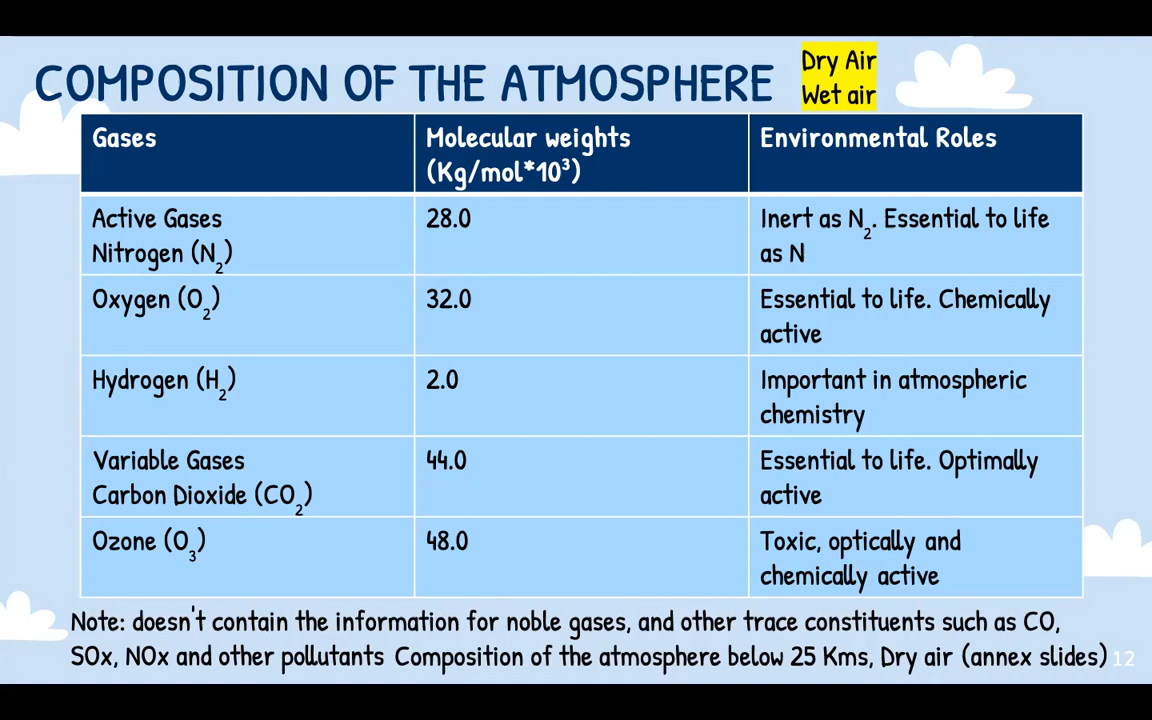 COMPOSITION OF THE ATMOSPHERE
Dry Air
Wet air
Gases
Molecular weights
(Kg/mol*10³)
Environmental Roles
Active Gases
Nitrogen (N₂)
28.0
Inert as N₂. Essential to life
as N
Oxygen (O₂)
32.0
Essential to life. Chemically
active
Hydrogen (H₂)
2.0
Important in atmospheric
chemistry
Variable Gases
Carbon Dioxide (CO₂)
44.0
Essential to life. Optimally
active
Ozone (O₃)
48.0
Toxic, optically and
chemically active
Note: doesn't contain the information for noble gases, and other trace constituents such as CO,
SOx, NOx and other pollutants Composition of the atmosphere below 25 Kms, Dry air (annex slides)
12